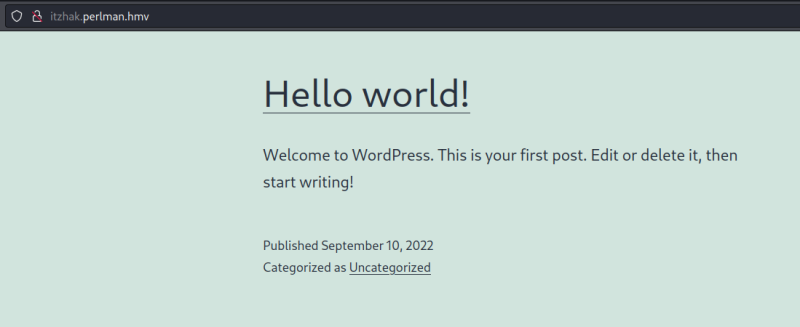 itzhak.perlman.hmv
Hello world!
Welcome to WordPress. This is your first post. Edit or delete it, then
start writing!
Published September 10, 2022
Categorized as Uncategorized